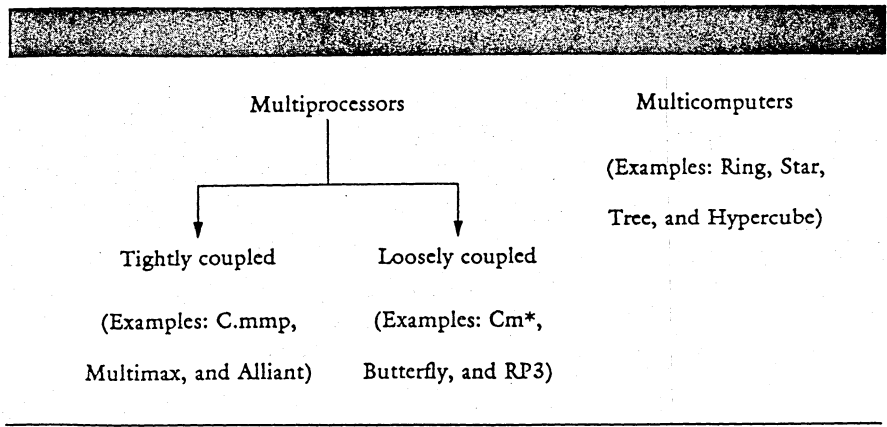 Multiprocessors
Multicomputers
(Examples: Ring, Star,
Tree, and Hypercube)
Tightly coupled
(Examples: C.mmp,
Multimax, and Alliant)
Loosely coupled
(Examples: Cm*,
Butterfly, and RP3)